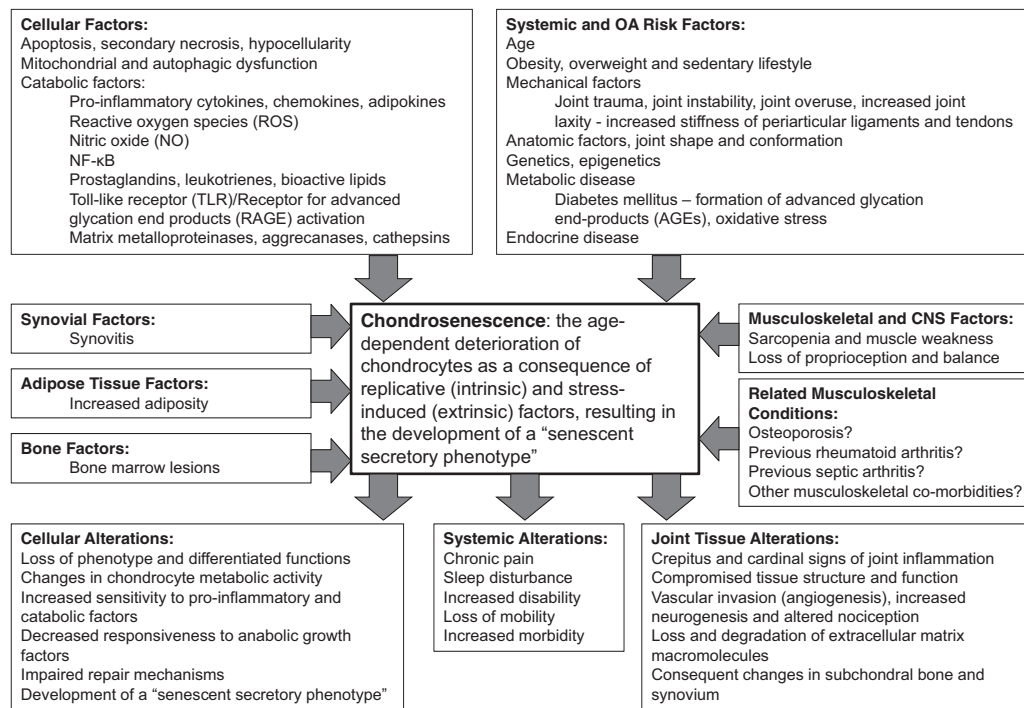 Cellular Factors:
Apoptosis, secondary necrosis, hypocellularity
Mitochondrial and autophagic dysfunction
Catabolic factors:
Pro-inflammatory cytokines, chemokines, adipokines
Reactive oxygen species (ROS)
Nitric oxide (NO)
NF-κB
Prostaglandins, leukotrienes, bioactive lipids
Toll-like receptor (TLR)/Receptor for advanced
glycation end products (RAGE) activation
Matrix metalloproteinases, aggrecanases, cathepsins
Systemic and OA Risk Factors:
Age
Obesity, overweight and sedentary lifestyle
Mechanical factors
Joint trauma, joint instability, joint overuse, increased joint
laxity - increased stiffness of periarticular ligaments and tendons
Anatomic factors, joint shape and conformation
Genetics, epigenetics
Metabolic disease
Diabetes mellitus – formation of advanced glycation
end-products (AGEs), oxidative stress
Endocrine disease
Synovial Factors:
Synovitis
Adipose Tissue Factors:
Increased adiposity
Bone Factors:
Bone marrow lesions
Chondrosenescence: the age-
dependent deterioration of
chondrocytes as a consequence of
replicative (intrinsic) and stress-
induced (extrinsic) factors, resulting in
the development of a “senescent
secretory phenotype”
Musculoskeletal and CNS Factors:
Sarcopenia and muscle weakness
Loss of proprioception and balance
Related Musculoskeletal
Conditions:
Osteoporosis?
Previous rheumatoid arthritis?
Previous septic arthritis?
Other musculoskeletal co-morbidities?
Cellular Alterations:
Loss of phenotype and differentiated functions
Changes in chondrocyte metabolic activity
Increased sensitivity to pro-inflammatory and
catabolic factors
Decreased responsiveness to anabolic growth
factors
Impaired repair mechanisms
Development of a “senescent secretory phenotype”
Systemic Alterations:
Chronic pain
Sleep disturbance
Increased disability
Loss of mobility
Increased morbidity
Joint Tissue Alterations:
Crepitus and cardinal signs of joint inflammation
Compromised tissue structure and function
Vascular invasion (angiogenesis), increased
neurogenesis and altered nociception
Loss and degradation of extracellular matrix
macromolecules
Consequent changes in subchondral bone and
synovium